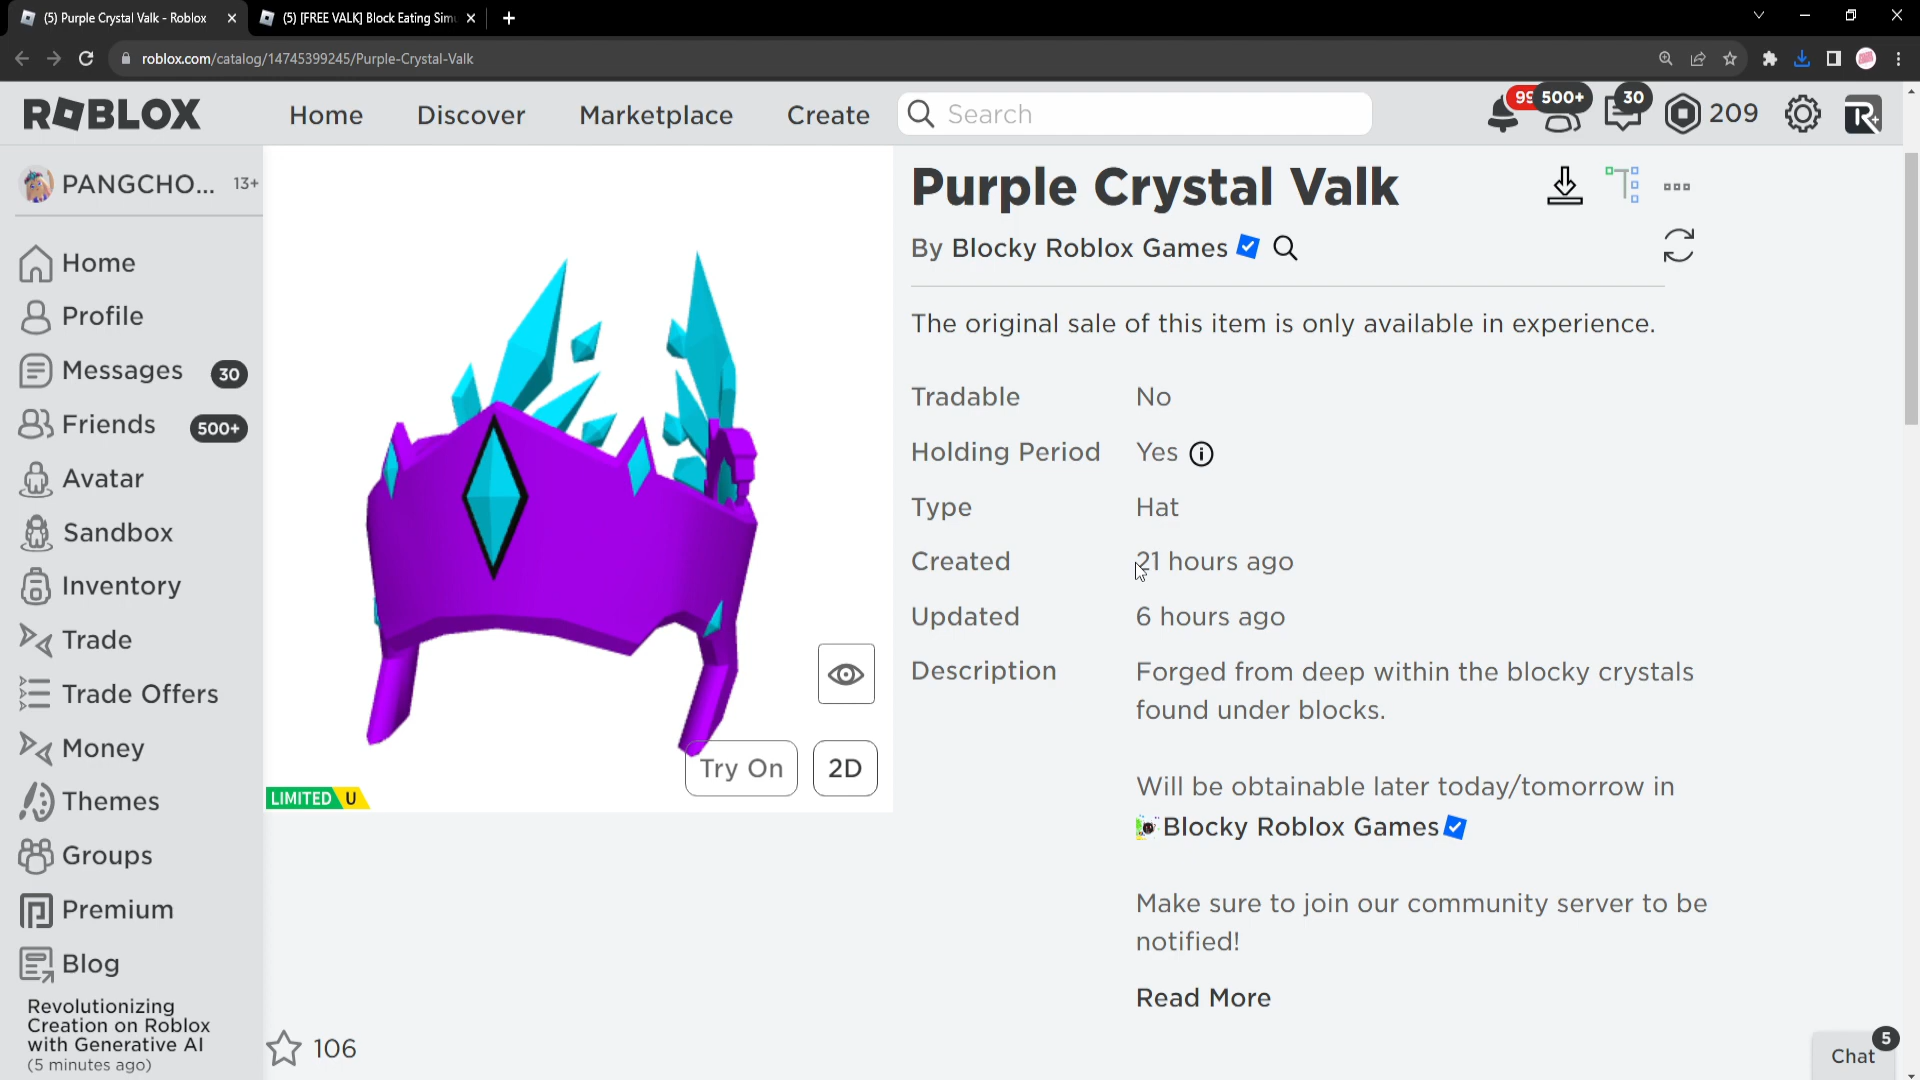 (5) Purple Crystal Valk - Roblox
(5) [FREE VALK] Block Eating Sim
roblox.com/catalog/14745399245/Purple-Crystal-Valk
ROBLOX
Home
Discover
Marketplace
Create
Search
99
500+
30
209
PANGCHO...
13+
Home
Profile
Messages
30
Friends
500+
Avatar
Sandbox
Inventory
Trade
Trade Offers
Money
Themes
Groups
Premium
Blog
Revolutionizing
Creation on Roblox
with Generative AI
(5 minutes ago)
Try On
2D
LIMITED U
106
Purple Crystal Valk
By Blocky Roblox Games
The original sale of this item is only available in experience.
Tradable No
Holding Period Yes
Type Hat
Created 21 hours ago
Updated 6 hours ago
Description Forged from deep within the blocky crystals
found under blocks.
Will be obtainable later today/tomorrow in
Blocky Roblox Games
Make sure to join our community server to be
notified!
Read More
Chat
5